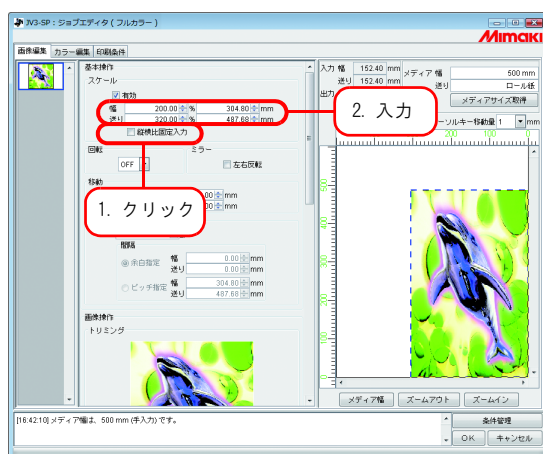 JV3-SP : ジョブエディタ ( フルカラー )
Mimaki
画像編集 カラー編集 印刷条件
基本操作
スケール
有効
幅 200.00 % 304.80 mm
送り 320.00 % 487.68 mm
縦横比固定入力
回転 ミラー
OFF 左右反転
移動
.00 mm
.00 mm
1. クリック
2. 入力
間隔
余白指定 幅 0.00 mm
送り 0.00 mm
ピッチ指定 幅 304.80 mm
送り 487.68 mm
画像操作
トリミング
入力 幅 152.40 mm メディア 幅 500 mm
送り 152.40 mm 送り ロール紙
出力
メディアサイズ取得
ーソルキー移動量 1 mm
200 100 0
500
400
300
200
100
0
メディア幅 ズームアウト ズームイン
[16:42:10] メディア幅は、500 mm (手入力) です。
条件管理
OK キャンセル